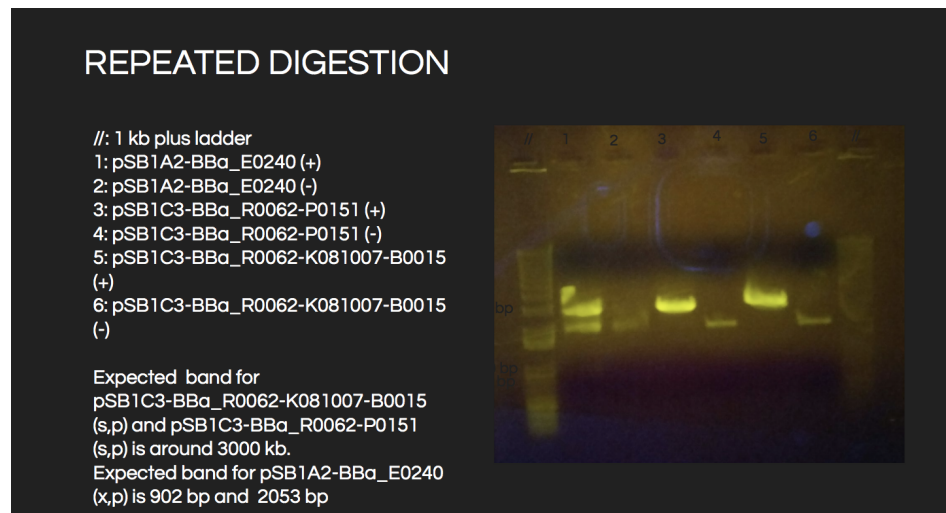 REPEATED DIGESTION
//: 1 kb plus ladder
1: pSB1A2-BBa_E0240 (+)
2: pSB1A2-BBa_E0240 (-)
3: pSB1C3-BBa_R0062-P0151 (+)
4: pSB1C3-BBa_R0062-P0151 (-)
5: pSB1C3-BBa_R0062-K081007-B0015
(+)
6: pSB1C3-BBa_R0062-K081007-B0015
(-)
Expected  band for
pSB1C3-BBa_R0062-K081007-B0015
(s,p) and pSB1C3-BBa_R0062-P0151
(s,p) is around 3000 kb.
Expected band for pSB1A2-BBa_E0240
(x,p) is 902 bp and  2053 bp
// 1 2 3 4 5 6 //
bp
bp